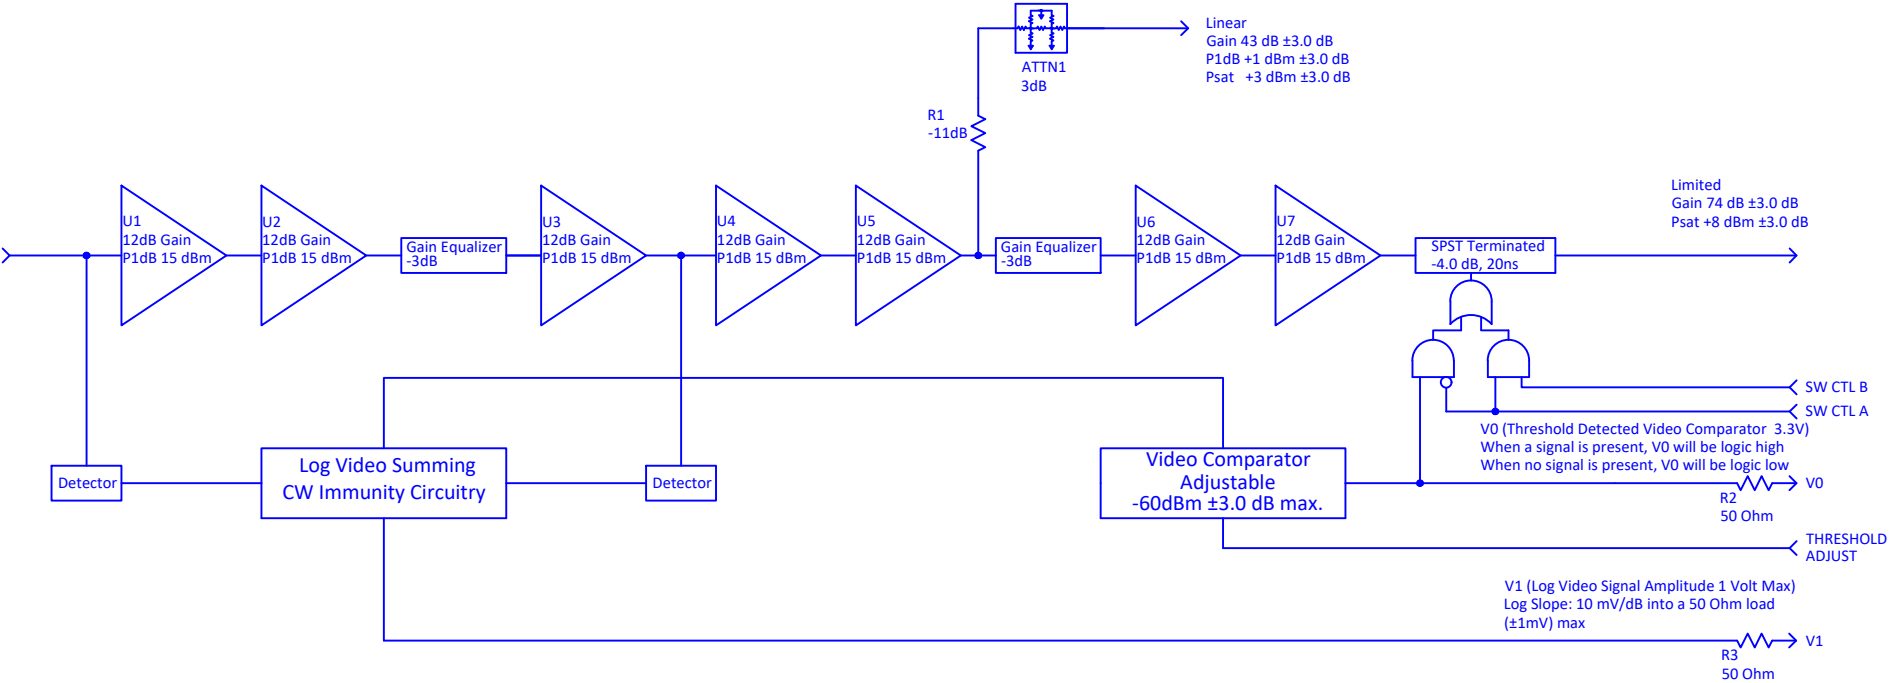 Linear
Gain 43 dB ±3.0 dB
P1dB +1 dBm ±3.0 dB
Psat +3 dBm ±3.0 dB
ATTN1
3dB
R1
-11dB
U1
12dB Gain
P1dB 15 dBm
U2
12dB Gain
P1dB 15 dBm
Gain Equalizer
-3dB
U3
12dB Gain
P1dB 15 dBm
U4
12dB Gain
P1dB 15 dBm
U5
12dB Gain
P1dB 15 dBm
Gain Equalizer
-3dB
U6
12dB Gain
P1dB 15 dBm
U7
12dB Gain
P1dB 15 dBm
SPST Terminated
-4.0 dB, 20ns
Limited
Gain 74 dB ±3.0 dB
Psat +8 dBm ±3.0 dB
SW CTL B
SW CTL A
V0 (Threshold Detected Video Comparator 3.3V)
When a signal is present, V0 will be logic high
When no signal is present, V0 will be logic low
Detector
Log Video Summing
CW Immunity Circuitry
Detector
Video Comparator
Adjustable
-60dBm ±3.0 dB max.
V0
R2
50 Ohm
THRESHOLD
ADJUST
V1 (Log Video Signal Amplitude 1 Volt Max)
Log Slope: 10 mV/dB into a 50 Ohm load
(±1mV) max
V1
R3
50 Ohm